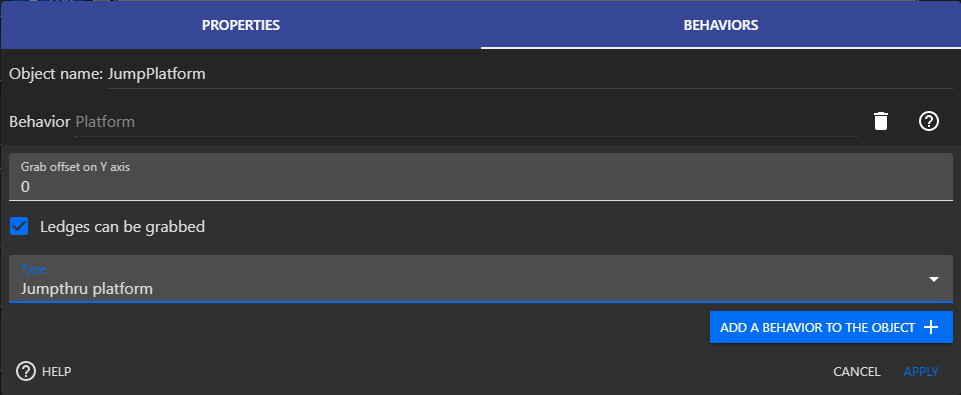 PROPERTIES BEHAVIORS
Object name: JumpPlatform
Behavior Platform
Grab offset on Y axis
0
Ledges can be grabbed
Type
Jumpthru platform
ADD A BEHAVIOR TO THE OBJECT
HELP CANCEL APPLY